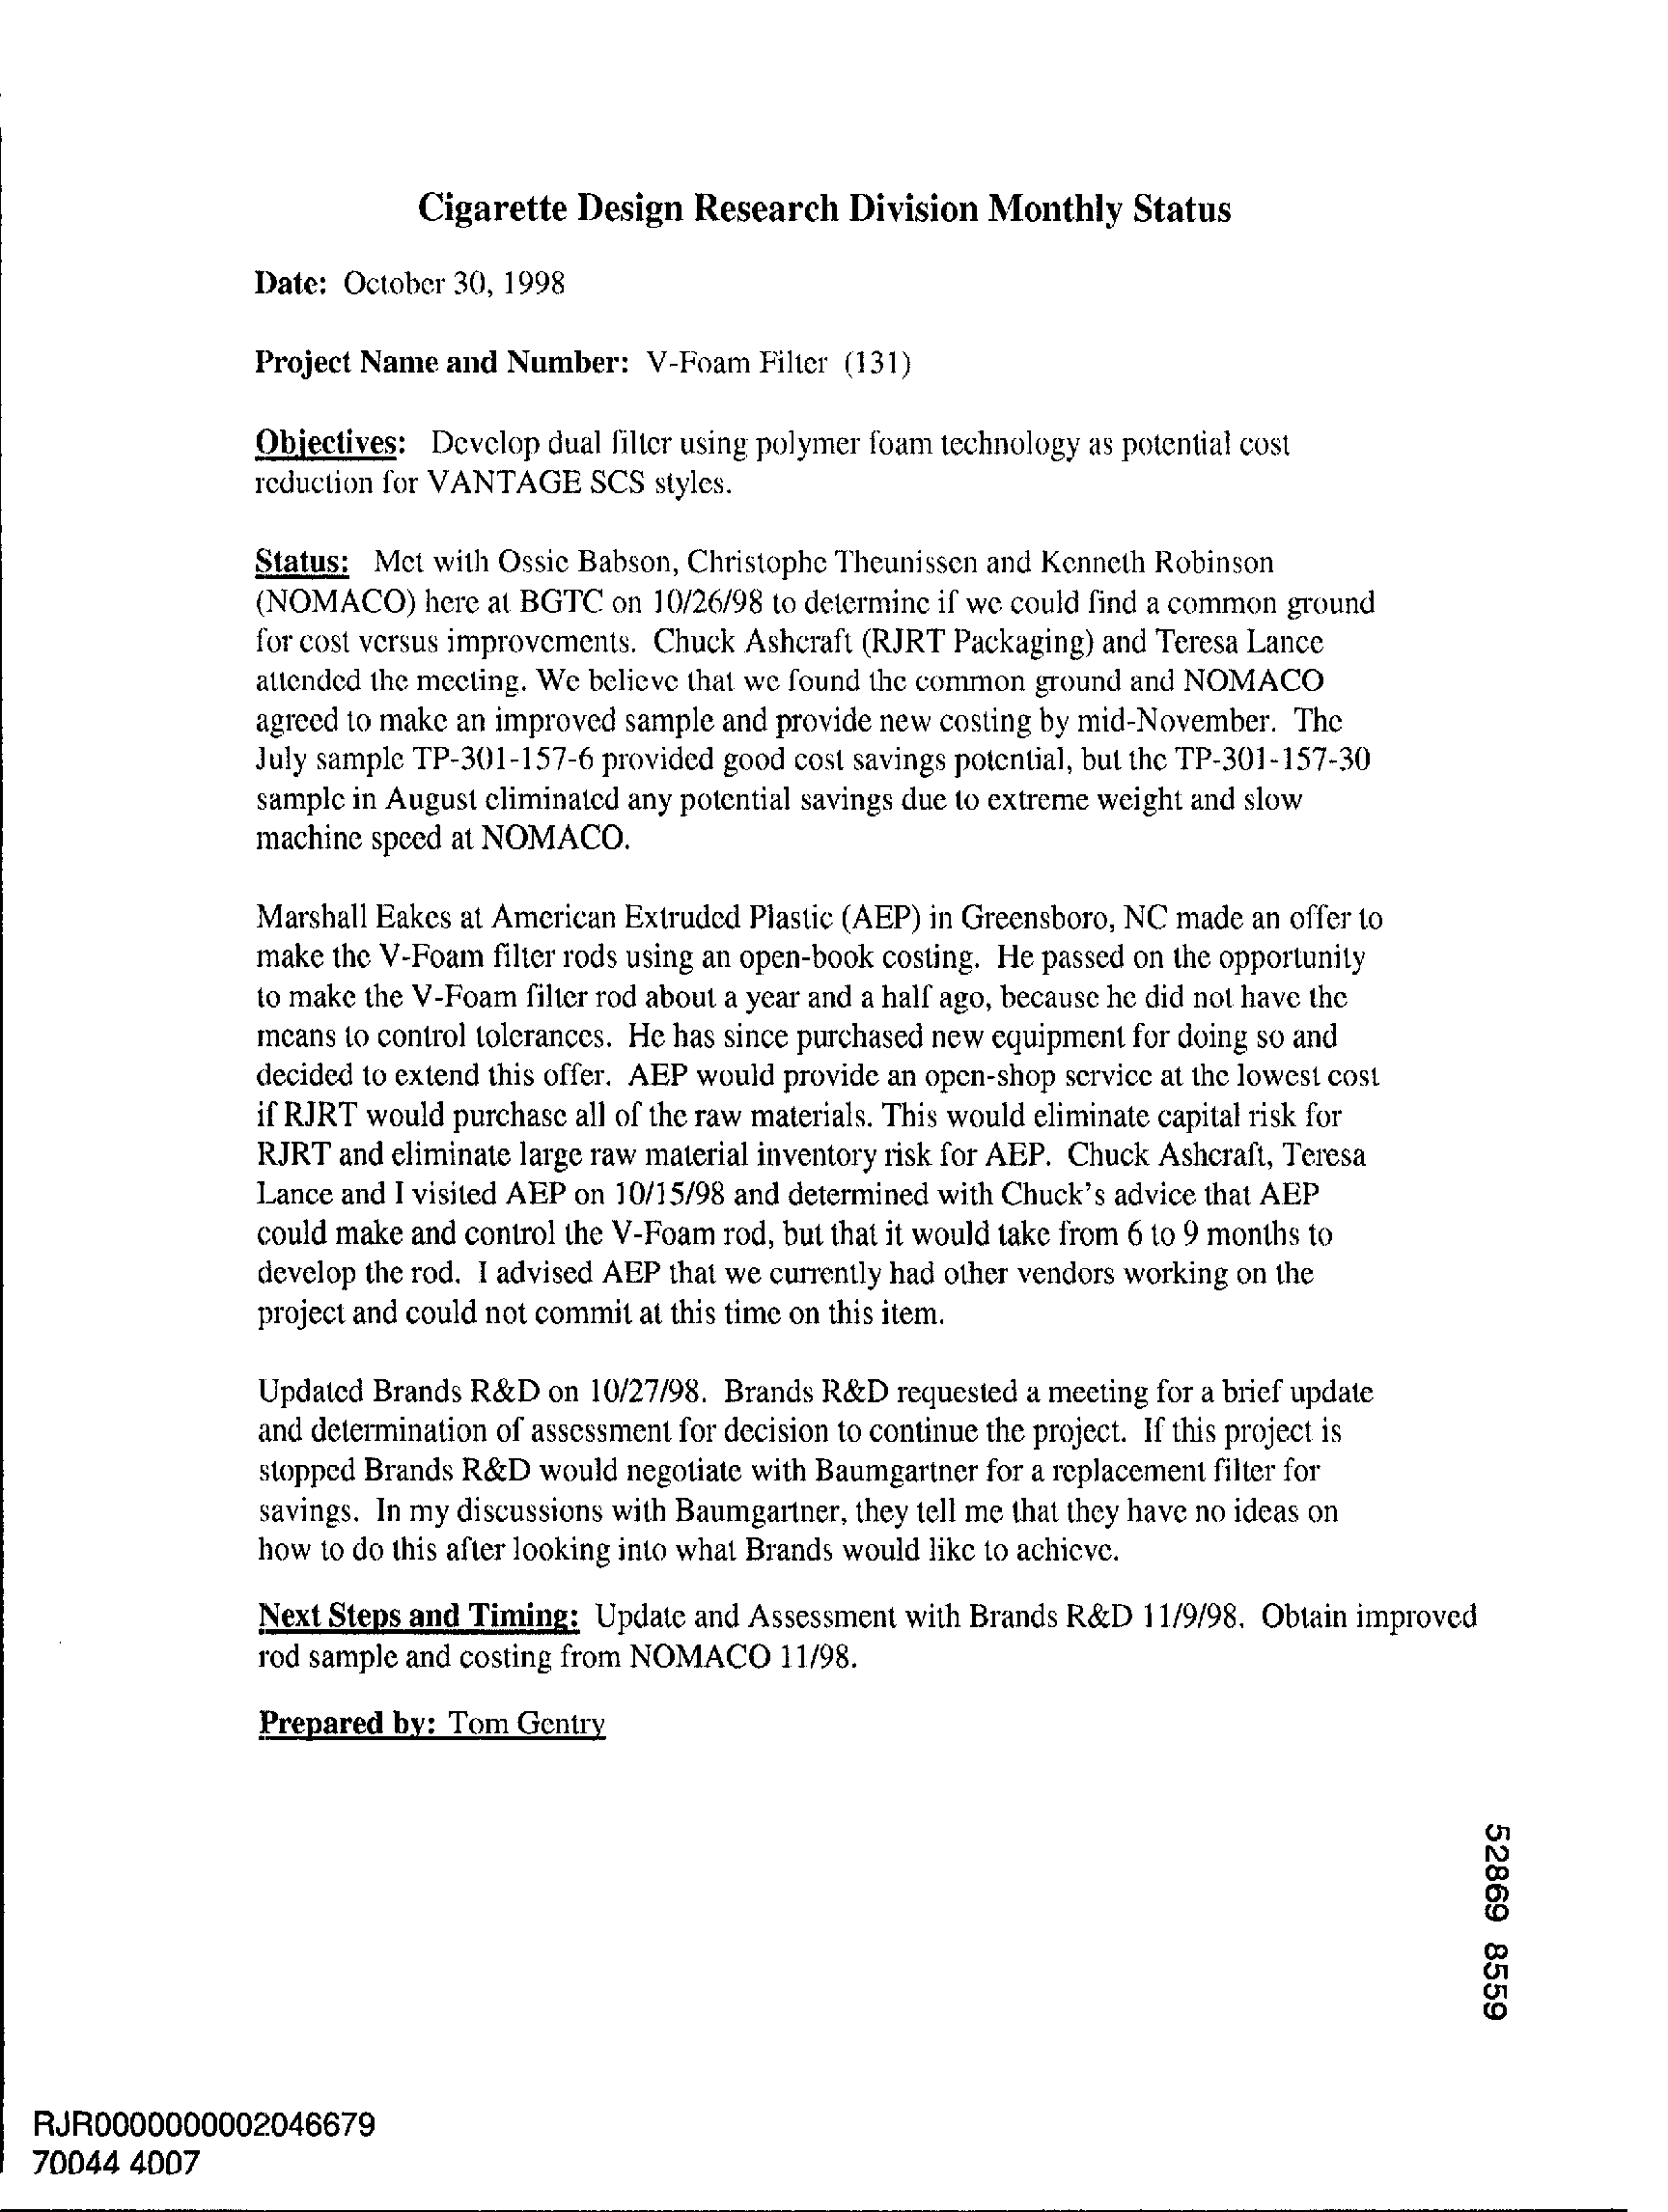 Cigarette Design Research Division Monthly Status
Date: October 30, 1998
Project Name and Number: V-Foam Filter (131)
Objectives: Develop dual filter using polymer foam technology as potential cost
reduction for VANTAGE SCS styles.
Status: Met with Ossie Babson, Christophe Theunissen and Kenneth Robinson
(NOMACO) here at BGTC on 10/26/98 to determine if we could find a common ground
for cost versus improvements. Chuck Ashcraft (RJRT Packaging) and Teresa Lance
attended the meeting. We believe that we found the common ground and NOMACO
agreed to make an improved sample and provide new costing by mid-November. The
July sample TP-301-157-6 provided good cost savings potential, but the TP-301-157-30
sample in August eliminated any potential savings due to extreme weight and slow
machine speed at NOMACO.
Marshall Eakes at American Extruded Plastic (AEP) in Greensboro, NC made an offer to
make the V-Foam filter rods using an open-book costing. He passed on the opportunity
to make the V-Foam filter rod about a year and a half ago, because he did not have the
means to control tolerances. He has since purchased new equipment for doing so and
decided to extend this offer. AEP would provide an open-shop service at the lowest cost
if RJRT would purchase all of the raw materials. This would eliminate capital risk for
RJRT and eliminate large raw material inventory risk for AEP. Chuck Ashcraft, Teresa
Lance and I visited AEP on 10/15/98 and determined with Chuck's advice that AEP
could make and control the V-Foam rod, but that it would take from 6 to 9 months to
develop the rod. I advised AEP that we currently had other vendors working on the
project and could not commit at this time on this item.
Updated Brands R&D on 10/27/98. Brands R&D requested a meeting for a brief update
and determination of assessment for decision to continue the project. If this project is
stopped Brands R&D would negotiate with Baumgartner for a replacement filter for
savings. In my discussions with Baumgartner, they tell me that they have no ideas on
how to do this after looking into what Brands would like to achieve.
Next Steps and Timing: Update and Assessment with Brands R&D 11/9/98. Obtain improved
rod sample and costing from NOMACO 11/98.
Prepared by: Tom Gentry
52869 8559
RJR0000000002046679
70044 4007